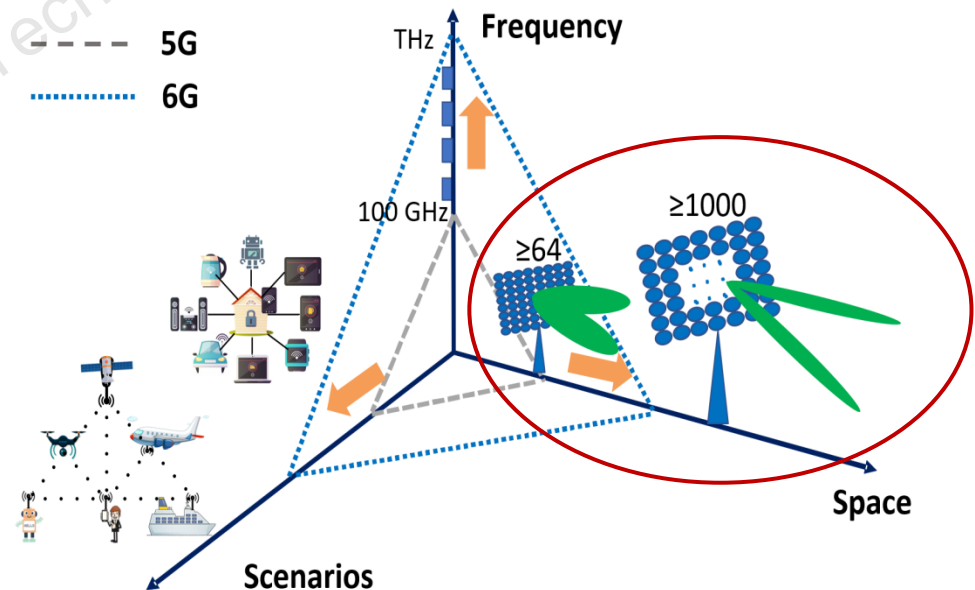 5G
6G
Frequency
THz
100 GHz
≥64
≥1000
Space
Scenarios